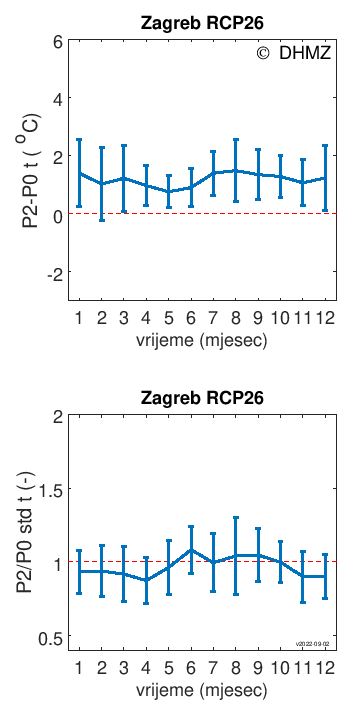 Zagreb RCP26
© DHMZ
6
4
2
0
-2
P2-P0 t ( °C)
1 2 3 4 5 6 7 8 9 10 11 12
vrijeme (mjesec)
Zagreb RCP26
2
1.5
1
0.5
P2/P0 std t (-)
v2022-09-02
1 2 3 4 5 6 7 8 9 10 11 12
vrijeme (mjesec)